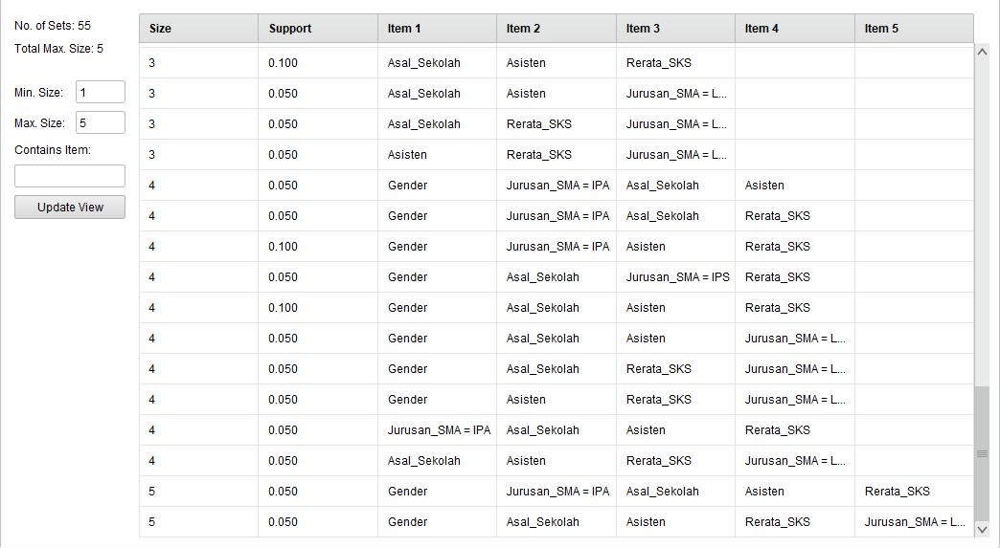 No. of Sets: 55
Total Max. Size: 5
Min. Size: 1
Max. Size: 5
Contains Item:
Update View
Size Support Item 1 Item 2 Item 3 Item 4 Item 5
3 0.100 Asal_Sekolah Asisten Rerata_SKS
3 0.050 Asal_Sekolah Asisten Jurusan_SMA = L...
3 0.050 Asal_Sekolah Rerata_SKS Jurusan_SMA = L...
3 0.050 Asisten Rerata_SKS Jurusan_SMA = L...
4 0.050 Gender Jurusan_SMA = IPA Asal_Sekolah Asisten
4 0.050 Gender Jurusan_SMA = IPA Asal_Sekolah Rerata_SKS
4 0.100 Gender Jurusan_SMA = IPA Asisten Rerata_SKS
4 0.050 Gender Asal_Sekolah Jurusan_SMA = IPS Rerata_SKS
4 0.100 Gender Asal_Sekolah Asisten Rerata_SKS
4 0.050 Gender Asal_Sekolah Asisten Jurusan_SMA = L...
4 0.050 Gender Asal_Sekolah Rerata_SKS Jurusan_SMA = L...
4 0.050 Gender Asisten Rerata_SKS Jurusan_SMA = L...
4 0.050 Jurusan_SMA = IPA Asal_Sekolah Asisten Rerata_SKS
4 0.050 Asal_Sekolah Asisten Rerata_SKS Jurusan_SMA = L...
5 0.050 Gender Jurusan_SMA = IPA Asal_Sekolah Asisten Rerata_SKS
5 0.050 Gender Asal_Sekolah Asisten Rerata_SKS Jurusan_SMA = L...